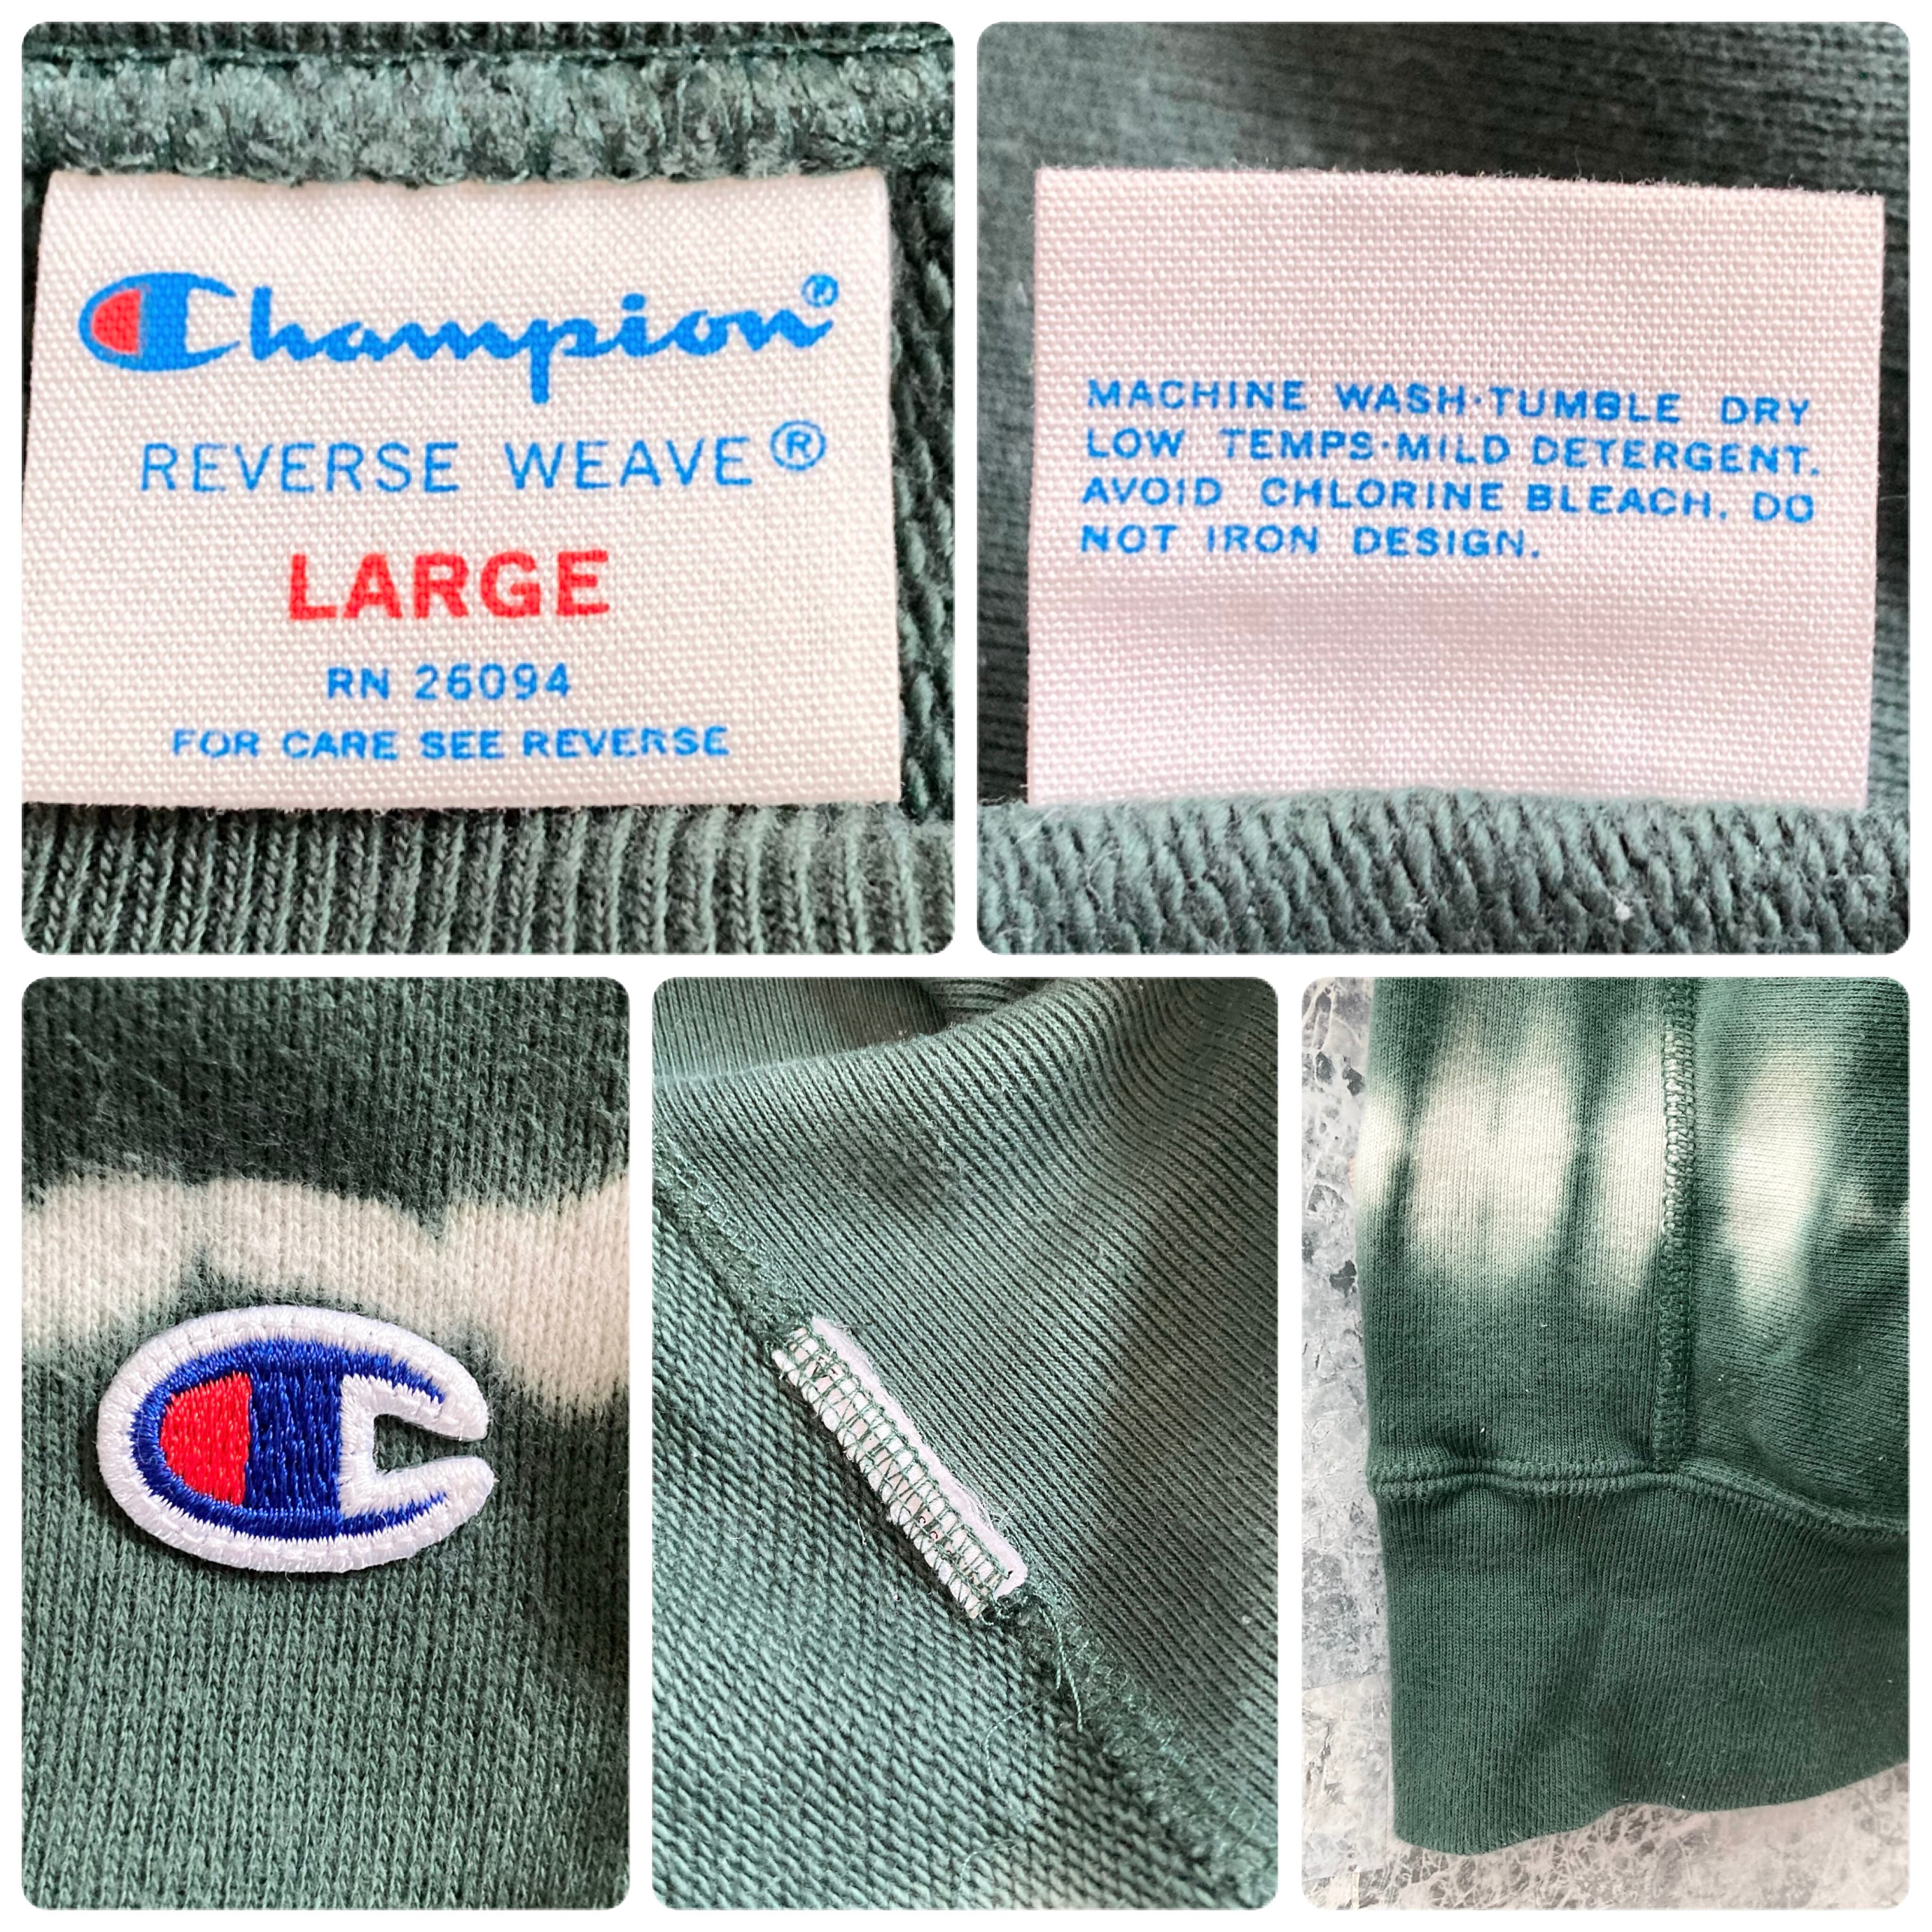 Champion®
REVERSE WEAVE®
LARGE
RN 26094
FOR CARE SEE REVERSE
MACHINE WASH·TUMBLE DRY
LOW TEMPS·MILD DETERGENT.
AVOID CHLORINE BLEACH. DO
NOT IRON DESIGN.